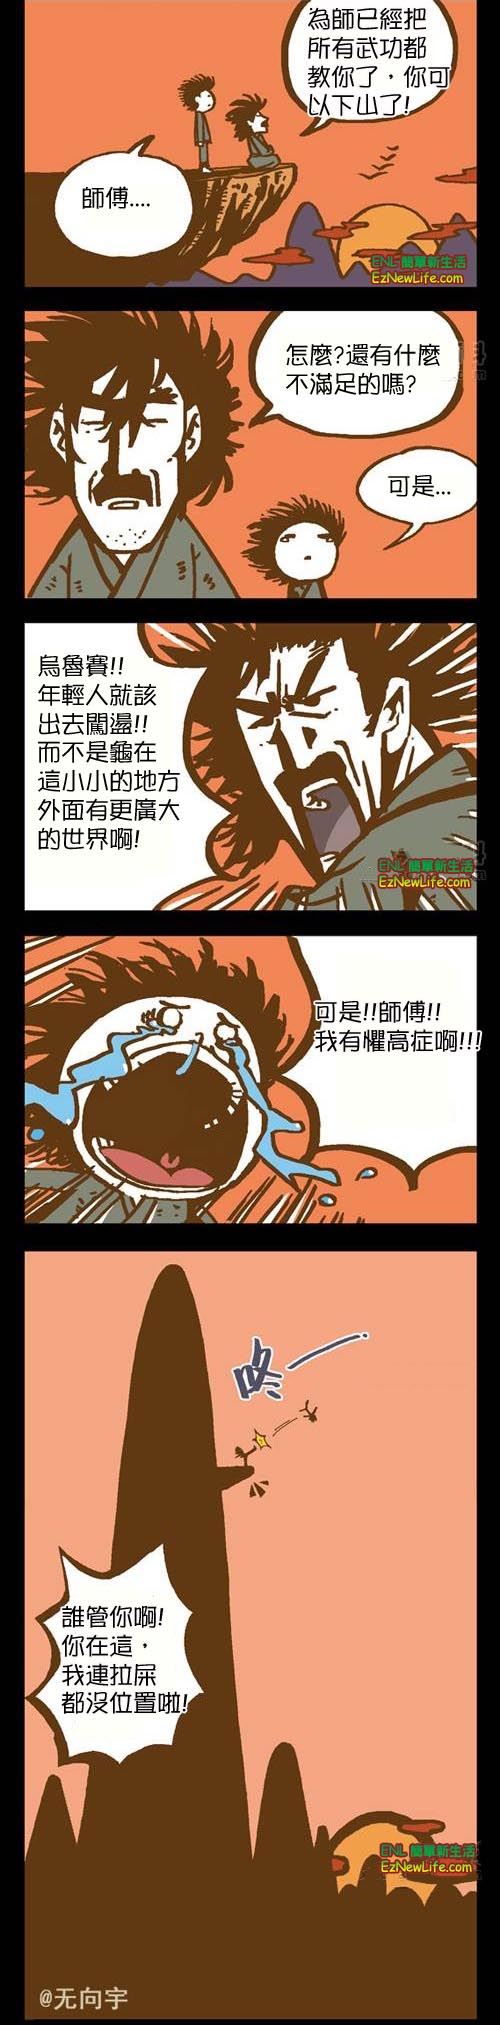 為師已經把
所有武功都
教你了，你可
以下山了!
師傅....
ENL 簡單新生活
EzNewLife.com
怎麼?還有什麼
不滿足的嗎?
可是...
烏魯賽!!
年輕人就該
出去闖盪!!
而不是龜在
這小小的地方
外面有更廣大
的世界啊!
ENL 簡單新生活
EzNewLife.com
可是!!師傅!!
我有懼高症啊!!!
咚—
誰管你啊!
你在這，
我連拉屎
都沒位置啦!
ENL 簡單新生活
EzNewLife.com
@无向宇